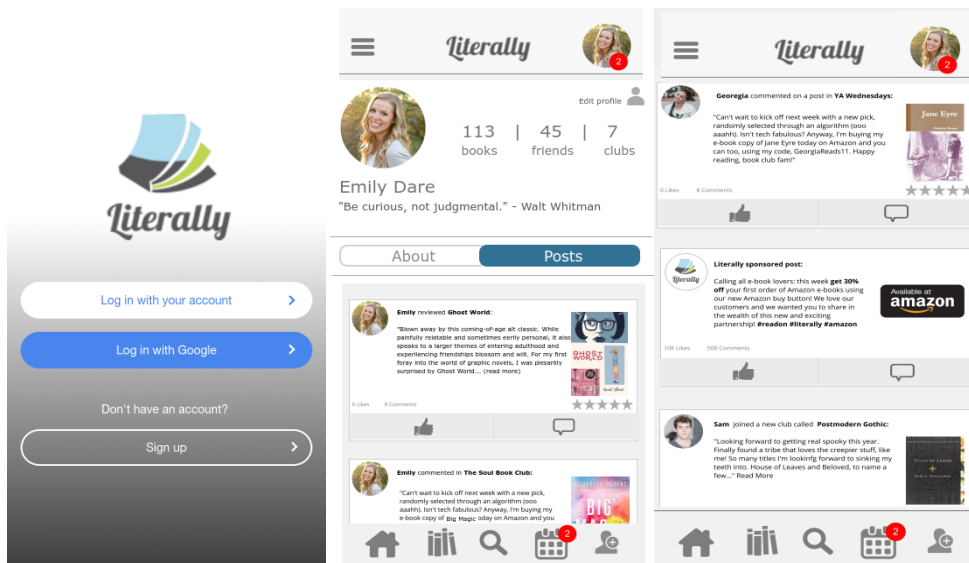 Literally
Log in with your account
Log in with Google
Don't have an account?
Sign up
Literally
2
Edit profile
113 | 45 | 7
books friends clubs
Emily Dare
"Be curious, not judgmental." - Walt Whitman
About Posts
Emily reviewed Ghost World:
"Blown away by this coming-of-age alt classic. While
painfully relatable and sometimes eerily personal, it also
speaks to a larger themes of entering adulthood and
experiencing friendships blossom and wilt. For my first
foray into the world of graphic novels, I was plesantly
surprised by Ghost World... (read more)
GHOST
WORLD
6 Likes 8 Comments
Emily commented in The Soul Book Club:
"Can't wait to kick off next week with a new pick,
randomly selected through an algorithm (ooo
aaahh). Isn't tech fabulous? Anyway, I'm buying my
e-book copy of Big Magic oday on Amazon and you
ELIZABETH GILBERT
BIG
2
Literally
2
Georegia commented on a post in YA Wednesdays:
"Can't wait to kick off next week with a new pick,
randomly selected through an algorithm (ooo
aaahh). Isn't tech fabulous? Anyway, I'm buying my
e-book copy of Jane Eyre today on Amazon and you
can too, using my code, GeorgiaReads11. Happy
reading, book club fam!"
Jane Eyre
6 Likes 8 Comments
Literally
Literally sponsored post:
Calling all e-book lovers: this week get 30%
off your first order of Amazon e-books using
our new Amazon buy button! We love our
customers and we wanted you to share in
the wealth of this new and exciting
partnership! #readon #literally #amazon
Available at
amazon
10K Likes 500 Comments
Sam joined a new club called Postmodern Gothic:
"Looking forward to getting real spooky this year.
Finally found a tribe that loves the creepier stuff, like
me! So many titles I'm lookinfg forward to sinking my
teeth into. House of Leaves and Beloved, to name a
few..." Read More
2